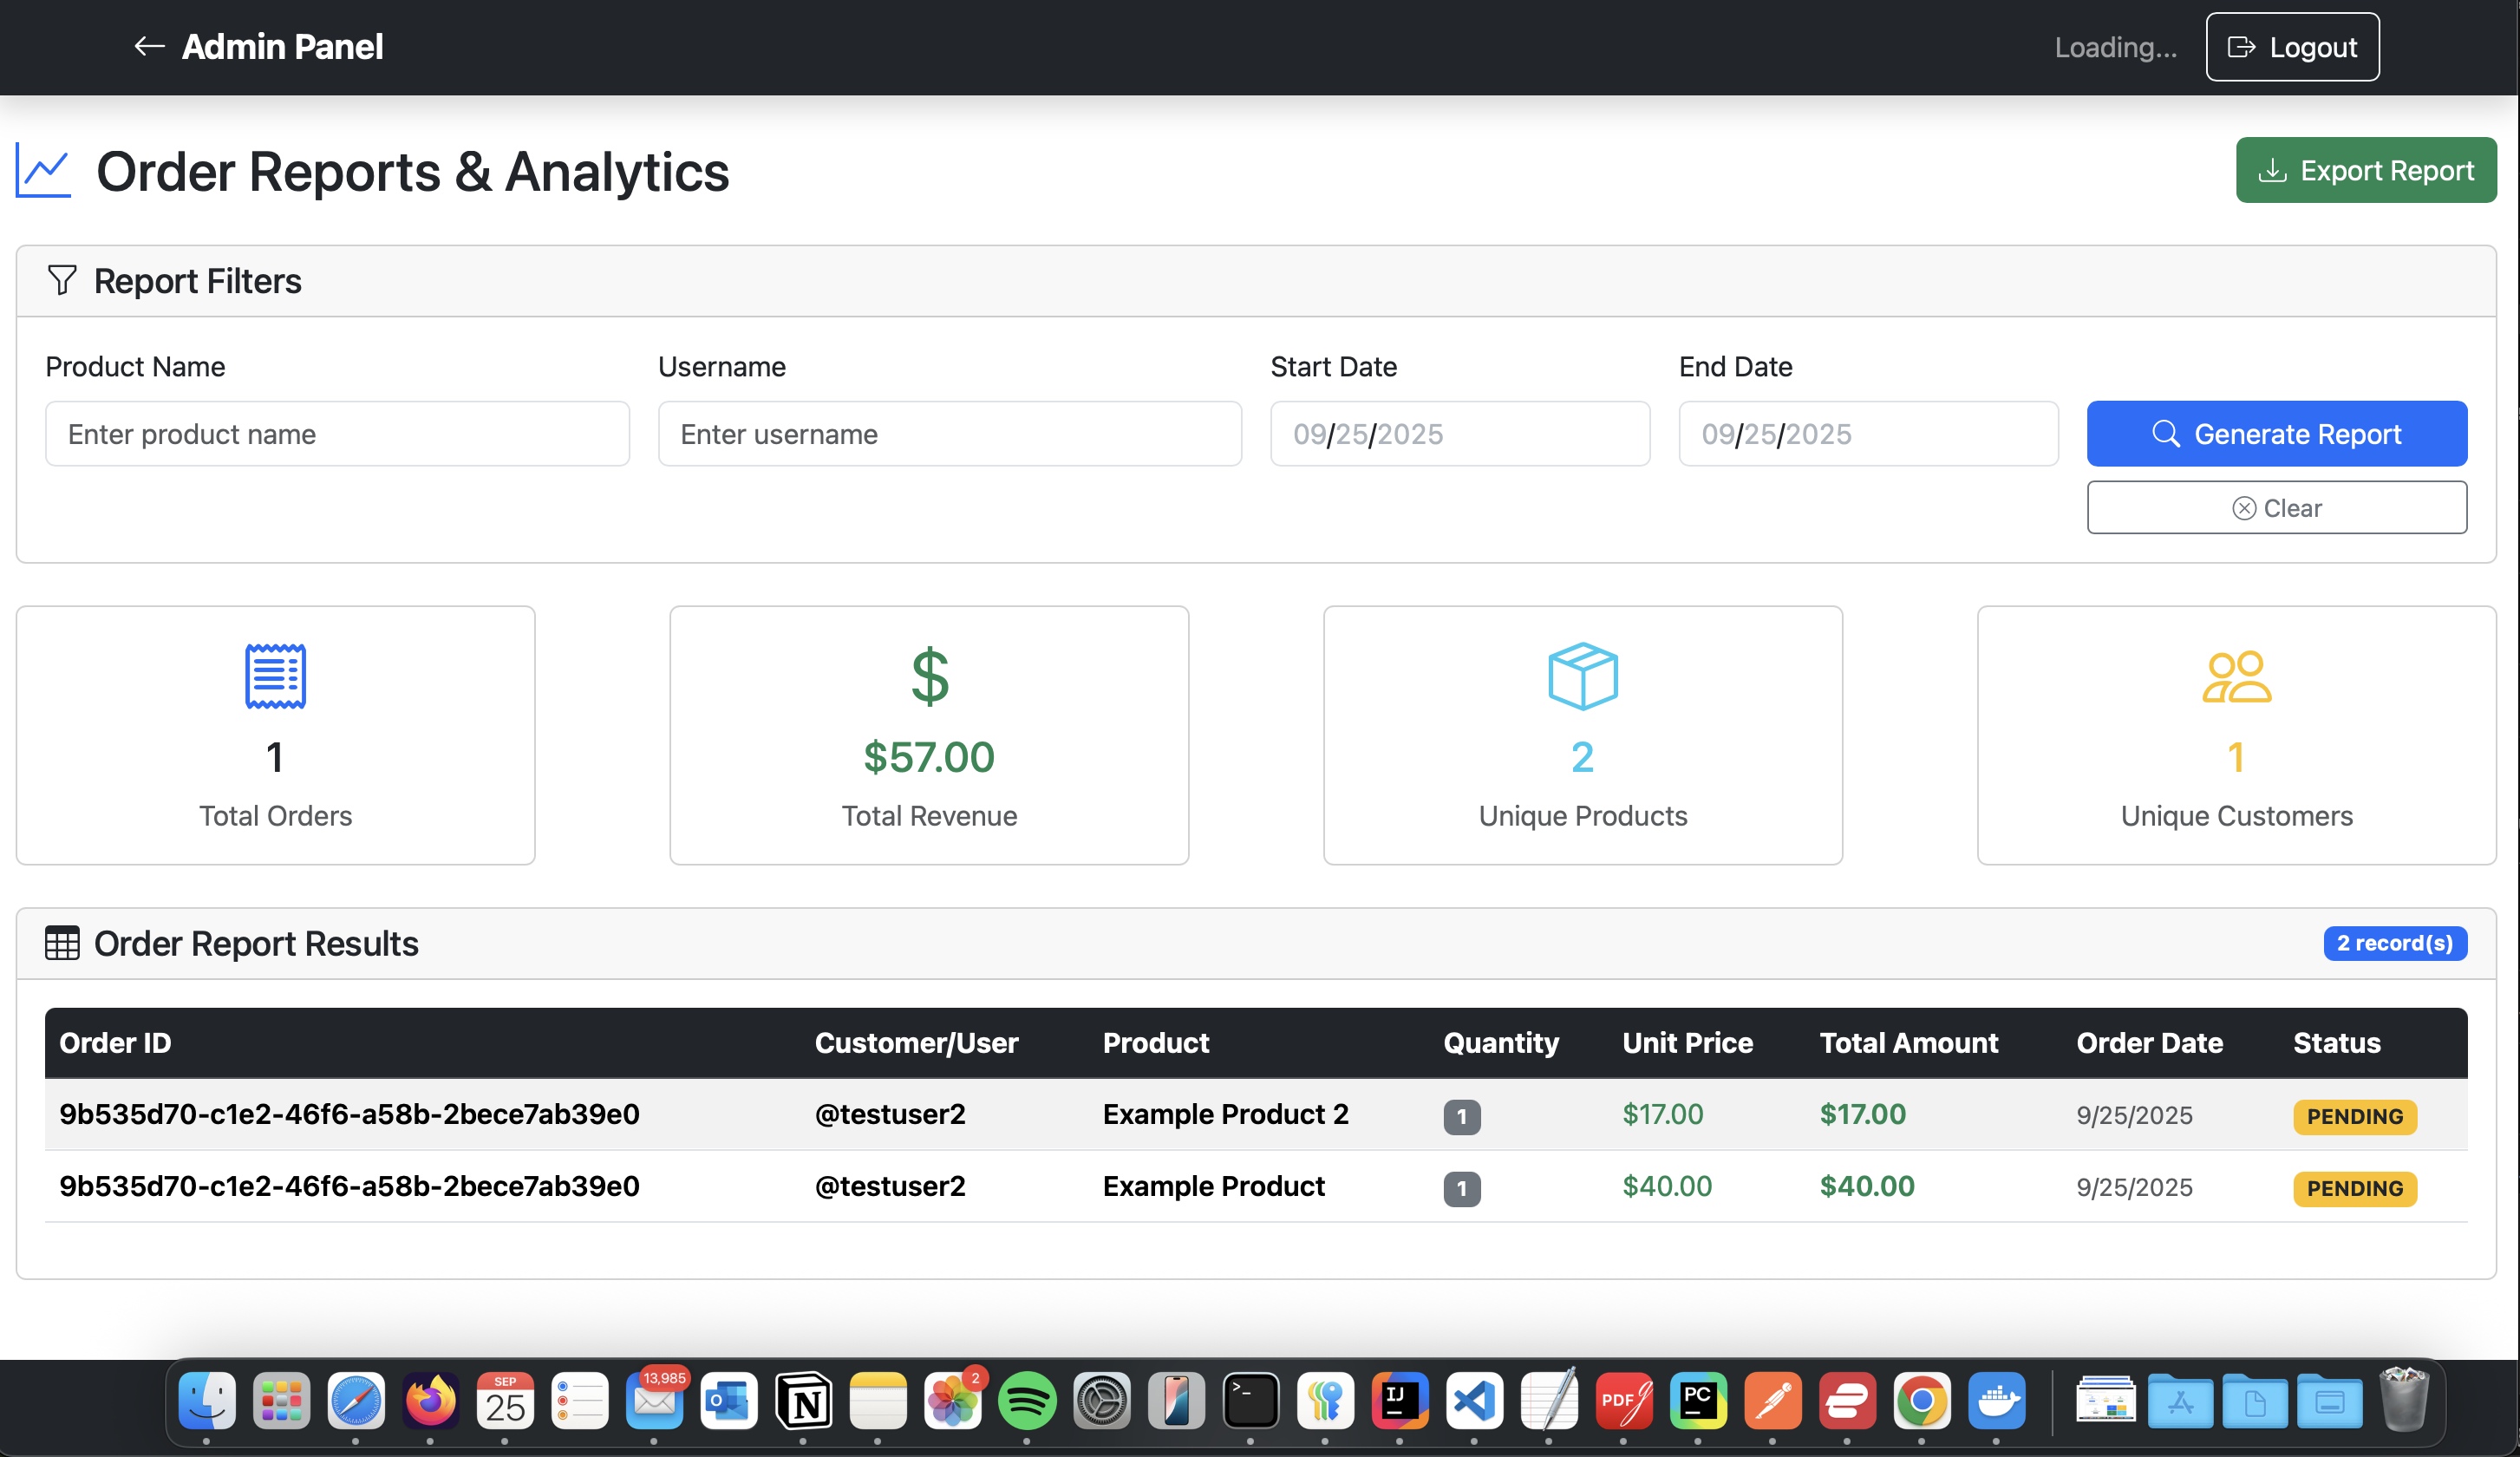 Admin Panel
Loading...
Logout
Order Reports & Analytics
Export Report
Report Filters
Product Name
Username
Start Date
End Date
Enter product name
Enter username
09/25/2025
09/25/2025
Generate Report
Clear
1
Total Orders
$
$57.00
Total Revenue
2
Unique Products
1
Unique Customers
Order Report Results
2 record(s)
Order ID Customer/User Product Quantity Unit Price Total Amount Order Date Status
9b535d70-c1e2-46f6-a58b-2bece7ab39e0 @testuser2 Example Product 2 1 $17.00 $17.00 9/25/2025 PENDING
9b535d70-c1e2-46f6-a58b-2bece7ab39e0 @testuser2 Example Product 1 $40.00 $40.00 9/25/2025 PENDING
SEP
25
13,985
O
N
2
>_
IJ
PDF
PC